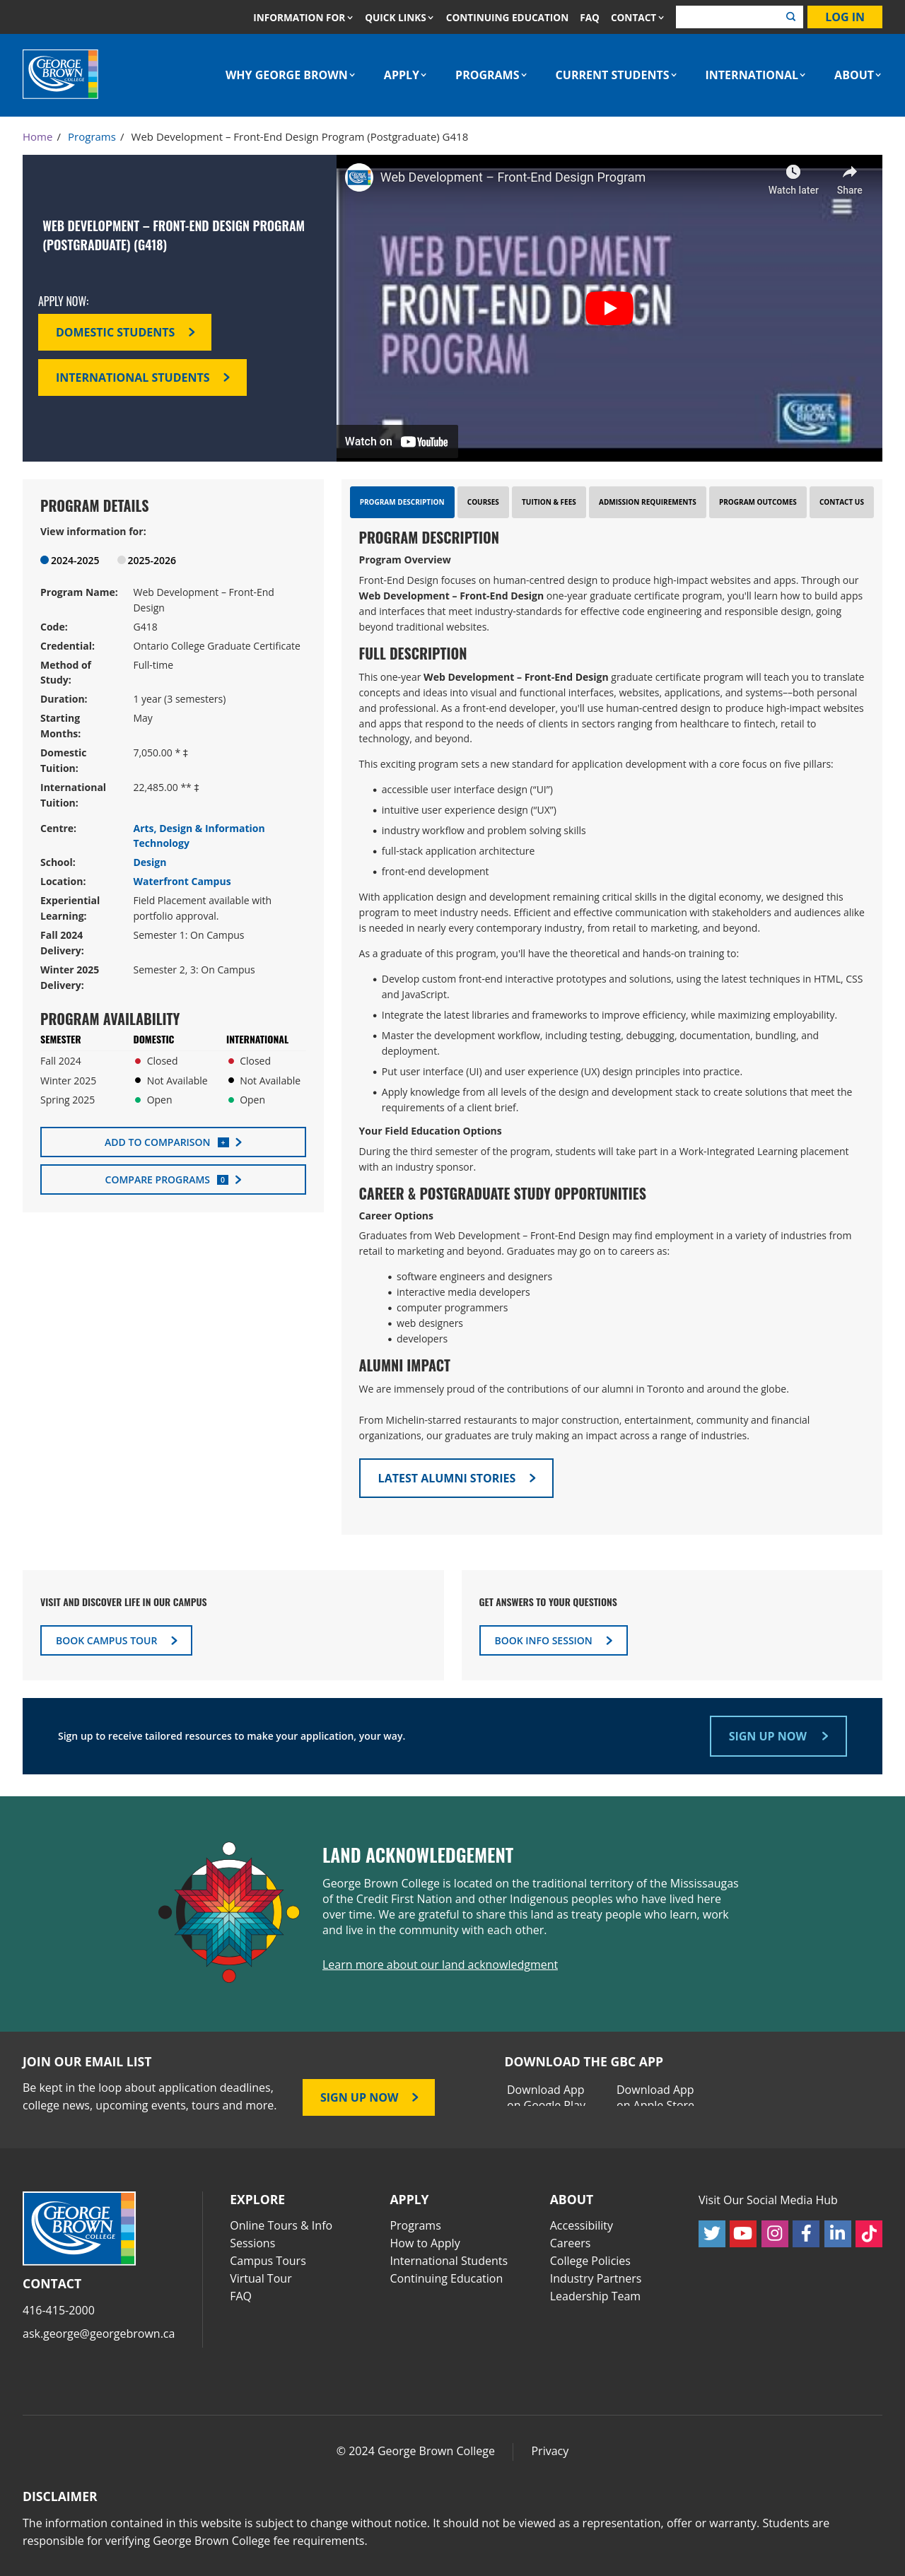 INFORMATION FOR QUICK LINKS CONTINUING EDUCATION FAQ CONTACT LOG IN
GEORGE BROWN COLLEGE
WHY GEORGE BROWN APPLY PROGRAMS CURRENT STUDENTS INTERNATIONAL ABOUT
Home / Programs / Web Development – Front-End Design Program (Postgraduate) G418
WEB DEVELOPMENT – FRONT-END DESIGN PROGRAM
(POSTGRADUATE) (G418)
APPLY NOW:
DOMESTIC STUDENTS
INTERNATIONAL STUDENTS
Web Development – Front-End Design Program
Watch later
Share
WEB DEVELOPMENT
FRONT-END DESIGN
PROGRAM
GEORGE BROWN
Watch on YouTube
PROGRAM DETAILS
View information for:
2024-2025 2025-2026
Program Name: Web Development – Front-End
Design
Code: G418
Credential: Ontario College Graduate Certificate
Method of Full-time
Study:
Duration: 1 year (3 semesters)
Starting May
Months:
Domestic 7,050.00 * ‡
Tuition:
International 22,485.00 ** ‡
Tuition:
Centre: Arts, Design & Information
Technology
School: Design
Location: Waterfront Campus
Experiential Field Placement available with
Learning: portfolio approval.
Fall 2024 Semester 1: On Campus
Delivery:
Winter 2025 Semester 2, 3: On Campus
Delivery:
PROGRAM AVAILABILITY
SEMESTER DOMESTIC INTERNATIONAL
Fall 2024 Closed Closed
Winter 2025 Not Available Not Available
Spring 2025 Open Open
ADD TO COMPARISON +
COMPARE PROGRAMS 0
PROGRAM DESCRIPTION COURSES TUITION & FEES ADMISSION REQUIREMENTS PROGRAM OUTCOMES CONTACT US
PROGRAM DESCRIPTION
Program Overview
Front-End Design focuses on human-centred design to produce high-impact websites and apps. Through our
Web Development – Front-End Design one-year graduate certificate program, you'll learn how to build apps
and interfaces that meet industry-standards for effective code engineering and responsible design, going
beyond traditional websites.
FULL DESCRIPTION
This one-year Web Development – Front-End Design graduate certificate program will teach you to translate
concepts and ideas into visual and functional interfaces, websites, applications, and systems––both personal
and professional. As a front-end developer, you'll use human-centred design to produce high-impact websites
and apps that respond to the needs of clients in sectors ranging from healthcare to fintech, retail to
technology, and beyond.
This exciting program sets a new standard for application development with a core focus on five pillars:
• accessible user interface design (“UI”)
• intuitive user experience design (“UX”)
• industry workflow and problem solving skills
• full-stack application architecture
• front-end development
With application design and development remaining critical skills in the digital economy, we designed this
program to meet industry needs. Efficient and effective communication with stakeholders and audiences alike
is needed in nearly every contemporary industry, from retail to marketing, and beyond.
As a graduate of this program, you'll have the theoretical and hands-on training to:
• Develop custom front-end interactive prototypes and solutions, using the latest techniques in HTML, CSS
and JavaScript.
• Integrate the latest libraries and frameworks to improve efficiency, while maximizing employability.
• Master the development workflow, including testing, debugging, documentation, bundling, and
deployment.
• Put user interface (UI) and user experience (UX) design principles into practice.
• Apply knowledge from all levels of the design and development stack to create solutions that meet the
requirements of a client brief.
Your Field Education Options
During the third semester of the program, students will take part in a Work-Integrated Learning placement
with an industry sponsor.
CAREER & POSTGRADUATE STUDY OPPORTUNITIES
Career Options
Graduates from Web Development – Front-End Design may find employment in a variety of industries from
retail to marketing and beyond. Graduates may go on to careers as:
• software engineers and designers
• interactive media developers
• computer programmers
• web designers
• developers
ALUMNI IMPACT
We are immensely proud of the contributions of our alumni in Toronto and around the globe.
From Michelin-starred restaurants to major construction, entertainment, community and financial
organizations, our graduates are truly making an impact across a range of industries.
LATEST ALUMNI STORIES
VISIT AND DISCOVER LIFE IN OUR CAMPUS
BOOK CAMPUS TOUR
GET ANSWERS TO YOUR QUESTIONS
BOOK INFO SESSION
Sign up to receive tailored resources to make your application, your way.
SIGN UP NOW
LAND ACKNOWLEDGEMENT
George Brown College is located on the traditional territory of the Mississaugas
of the Credit First Nation and other Indigenous peoples who have lived here
over time. We are grateful to share this land as treaty people who learn, work
and live in the community with each other.
Learn more about our land acknowledgment
JOIN OUR EMAIL LIST
Be kept in the loop about application deadlines,
college news, upcoming events, tours and more.
SIGN UP NOW
DOWNLOAD THE GBC APP
Download App
on Google Play
Download App
on Apple Store
GEORGE BROWN COLLEGE
CONTACT
416-415-2000
ask.george@georgebrown.ca
EXPLORE
Online Tours & Info
Sessions
Campus Tours
Virtual Tour
FAQ
APPLY
Programs
How to Apply
International Students
Continuing Education
ABOUT
Accessibility
Careers
College Policies
Industry Partners
Leadership Team
Visit Our Social Media Hub
© 2024 George Brown College Privacy
DISCLAIMER
The information contained in this website is subject to change without notice. It should not be viewed as a representation, offer or warranty. Students are
responsible for verifying George Brown College fee requirements.